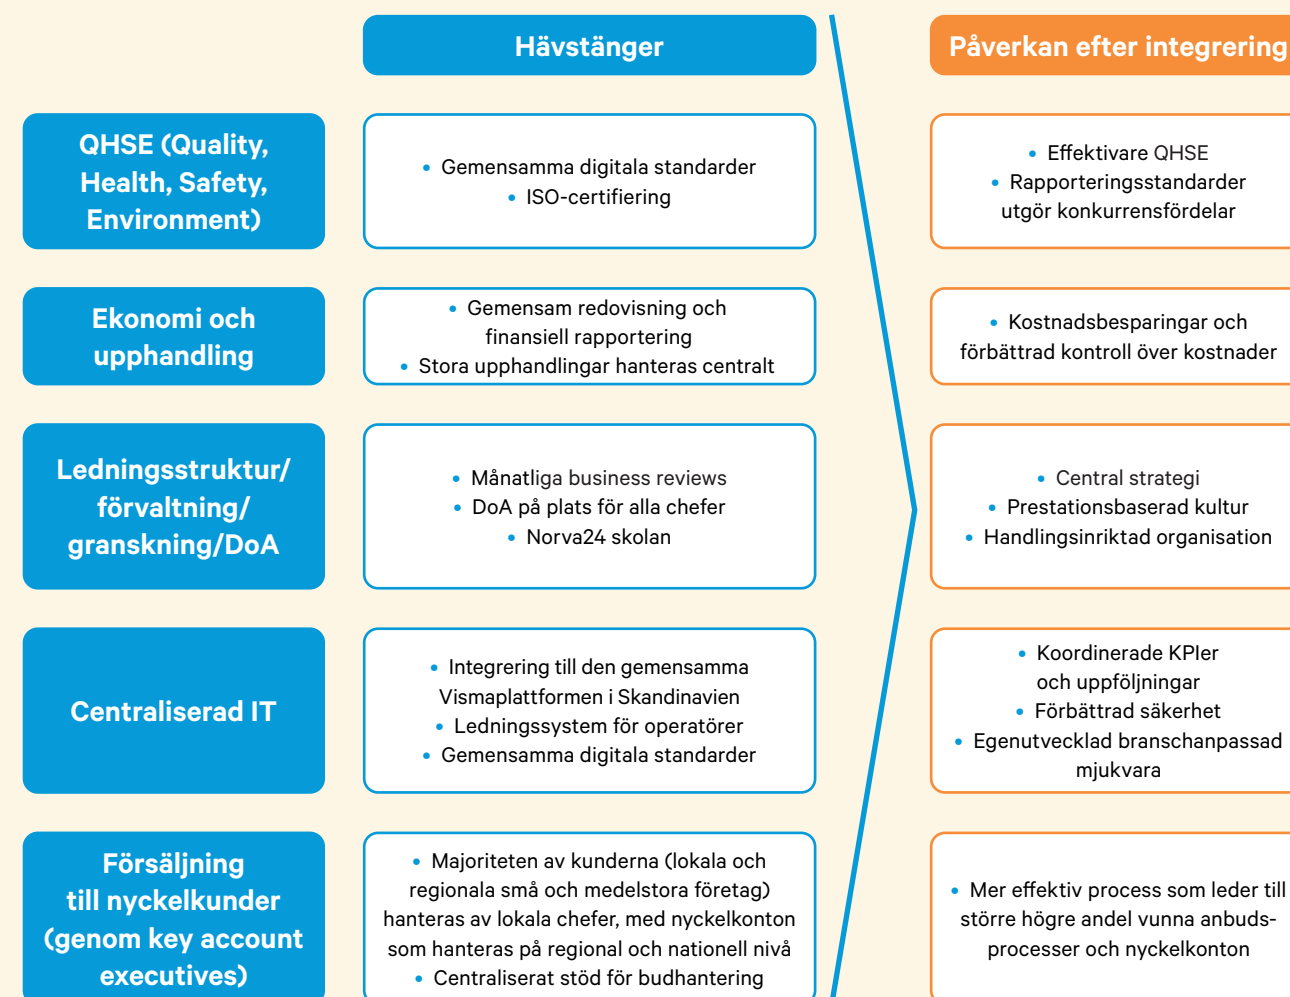 Hävstänger
Påverkan efter integrering
QHSE (Quality,
Health, Safety,
Environment)
• Gemensamma digitala standarder
• ISO-certifiering
• Effektivare QHSE
• Rapporteringsstandarder
utgör konkurrensfördelar
Ekonomi och
upphandling
• Gemensam redovisning och
finansiell rapportering
• Stora upphandlingar hanteras centralt
• Kostnadsbesparingar och
förbättrad kontroll över kostnader
Ledningsstruktur/
förvaltning/
granskning/DoA
• Månatliga business reviews
• DoA på plats för alla chefer
• Norva24 skolan
• Central strategi
• Prestationsbaserad kultur
• Handlingsinriktad organisation
Centraliserad IT
• Integrering till den gemensamma
Vismaplattformen i Skandinavien
• Ledningssystem för operatörer
• Gemensamma digitala standarder
• Koordinerade KPIer
och uppföljningar
• Förbättrad säkerhet
• Egenutvecklad branschanpassad
mjukvara
Försäljning
till nyckelkunder
(genom key account
executives)
• Majoriteten av kunderna (lokala och
regionala små och medelstora företag)
hanteras av lokala chefer, med nyckelkonton
som hanteras på regional och nationell nivå
• Centraliserat stöd för budhantering
• Mer effektiv process som leder till
större högre andel vunna anbuds-
processer och nyckelkonton